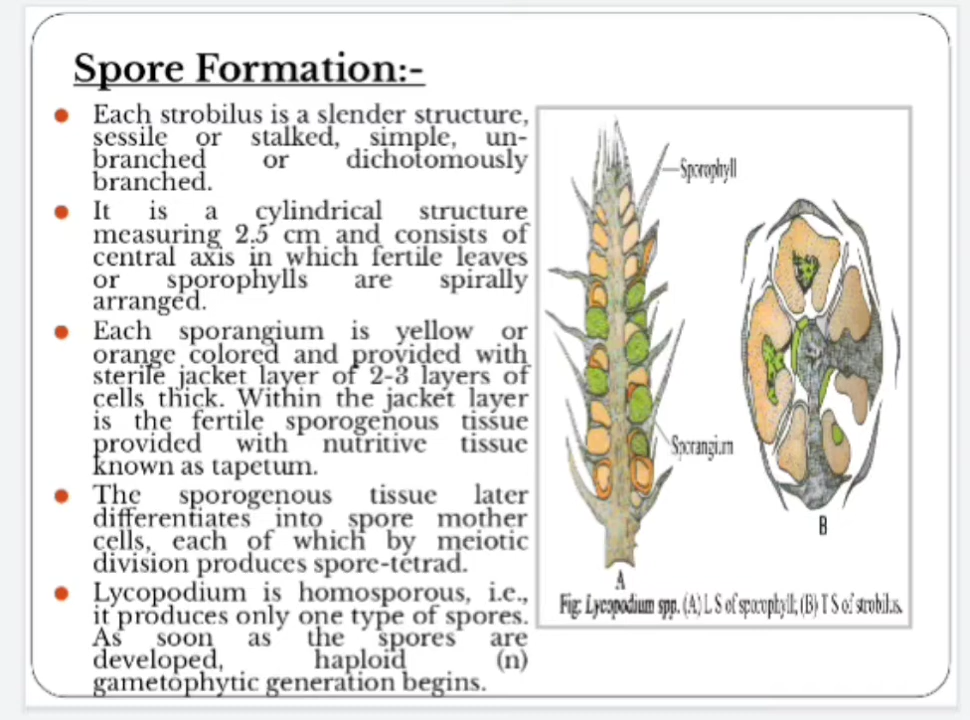 Spore Formation:-
Each strobilus is a slender structure,
sessile or stalked, simple, un-
branched or dichotomously
branched.
It is a cylindrical structure
measuring 2.5 cm and consists of
central axis in which fertile leaves
or sporophylls are spirally
arranged.
Each sporangium is yellow or
orange colored and provided with
sterile jacket layer of 2-3 layers of
cells thick. Within the jacket layer
is the fertile sporogenous tissue
provided with nutritive tissue
known as tapetum.
The sporogenous tissue later
differentiates into spore mother
cells, each of which by meiotic
division produces spore-tetrad.
Lycopodium is homosporous, i.e.,
it produces only one type of spores.
As soon as the spores are
developed, haploid (n)
gametophytic generation begins.
Sporophyll
Sporangium
A
B
Fig: Lycopodium spp. (A) L S of sporophyll; (B) T S of strobilus.